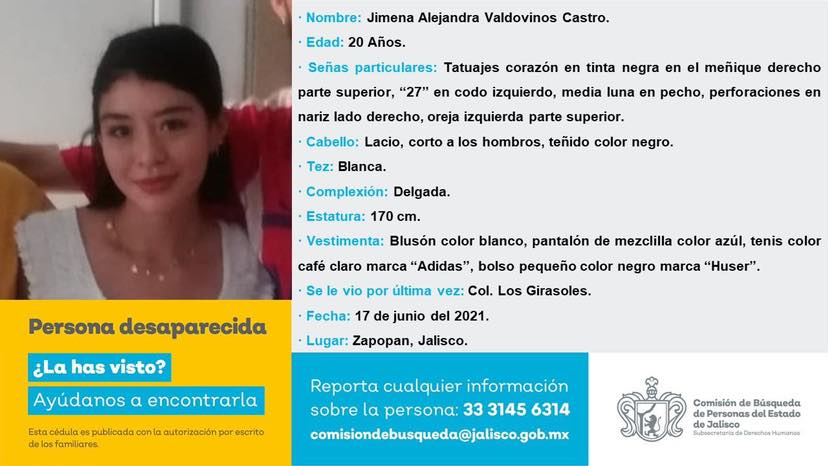 · Nombre: Jimena Alejandra Valdovinos Castro.
· Edad: 20 Años.
· Señas particulares: Tatuajes corazón en tinta negra en el meñique derecho
parte superior, “27” en codo izquierdo, media luna en pecho, perforaciones en
nariz lado derecho, oreja izquierda parte superior.
· Cabello: Lacio, corto a los hombros, teñido color negro.
· Tez: Blanca.
· Complexión: Delgada.
· Estatura: 170 cm.
· Vestimenta: Blusón color blanco, pantalón de mezclilla color azúl, tenis color
café claro marca “Adidas”, bolso pequeño color negro marca “Huser”.
· Se le vio por última vez: Col. Los Girasoles.
· Fecha: 17 de junio del 2021.
· Lugar: Zapopan, Jalisco.
Persona desaparecida
¿La has visto?
Ayúdanos a encontrarla
Esta cédula es publicada con la autorización por escrito
de los familiares.
Reporta cualquier información
sobre la persona: 33 3145 6314
comisiondebusqueda@jalisco.gob.mx
Comisión de Búsqueda
de Personas del Estado
de Jalisco
Subsecretaría de Derechos Humanos